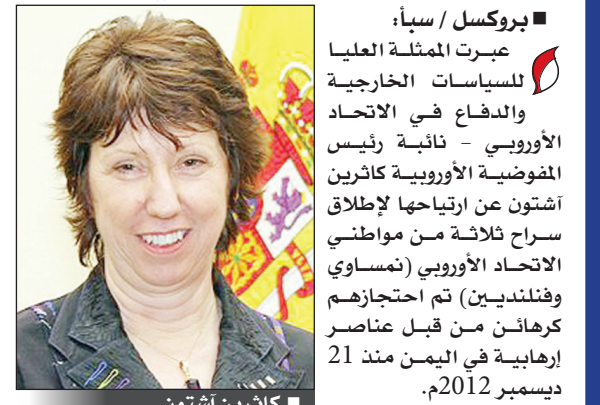 ■ بروكسل / سبأ:
عبرت الممثلة العليا
للسياسات الخارجية
والدفاع في الاتحاد
الأوروبي - نائبة رئيس
المفوضية الأوروبية كاثرين
آشتون عن ارتياحها لإطلاق
سراح ثلاثة من مواطني
الاتحاد الأوروبي (نمساوي
وفنلنديين) تم احتجازهم
كرهائن من قبل عناصر
إرهابية في اليمن منذ 21
ديسمبر 2012م.
■ كاثرين آشتون